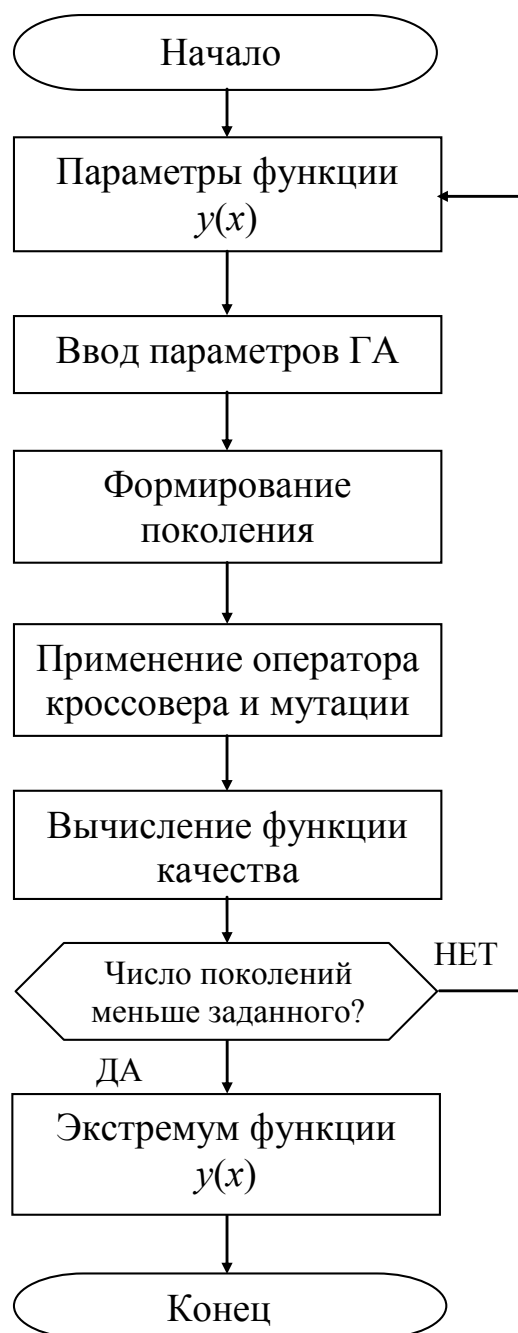 Начало
Параметры функции
y(x)
Ввод параметров ГА
Формирование
поколения
Применение оператора
кроссовера и мутации
Вычисление функции
качества
Число поколений
меньше заданного?
НЕТ
ДА
Экстремум функции
y(x)
Конец